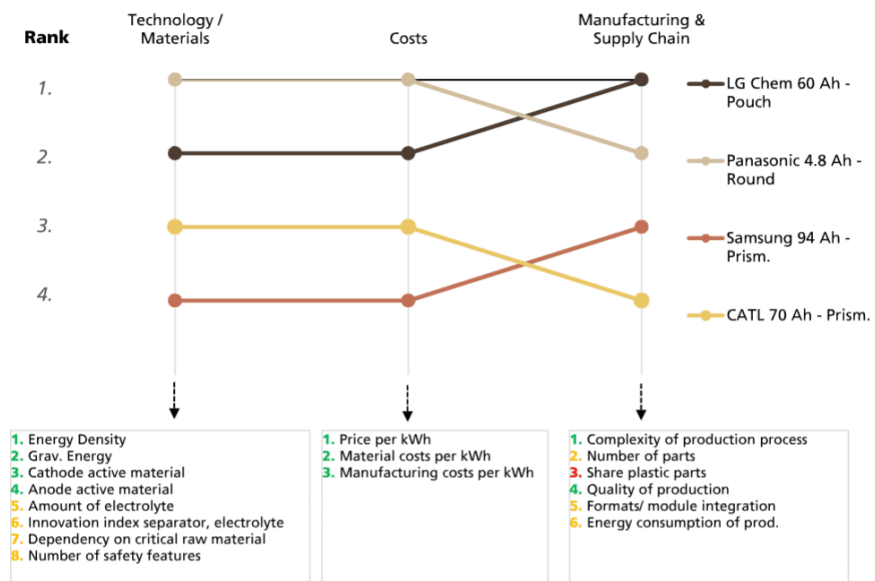 Rank
Technology /
Materials
Costs
Manufacturing &
Supply Chain
1.
2.
3.
4.
LG Chem 60 Ah -
Pouch
Panasonic 4.8 Ah -
Round
Samsung 94 Ah -
Prism.
CATL 70 Ah - Prism.
1. Energy Density
2. Grav. Energy
3. Cathode active material
4. Anode active material
5. Amount of electrolyte
6. Innovation index separator, electrolyte
7. Dependency on critical raw material
8. Number of safety features
1. Price per kWh
2. Material costs per kWh
3. Manufacturing costs per kWh
1. Complexity of production process
2. Number of parts
3. Share plastic parts
4. Quality of production
5. Formats/ module integration
6. Energy consumption of prod.